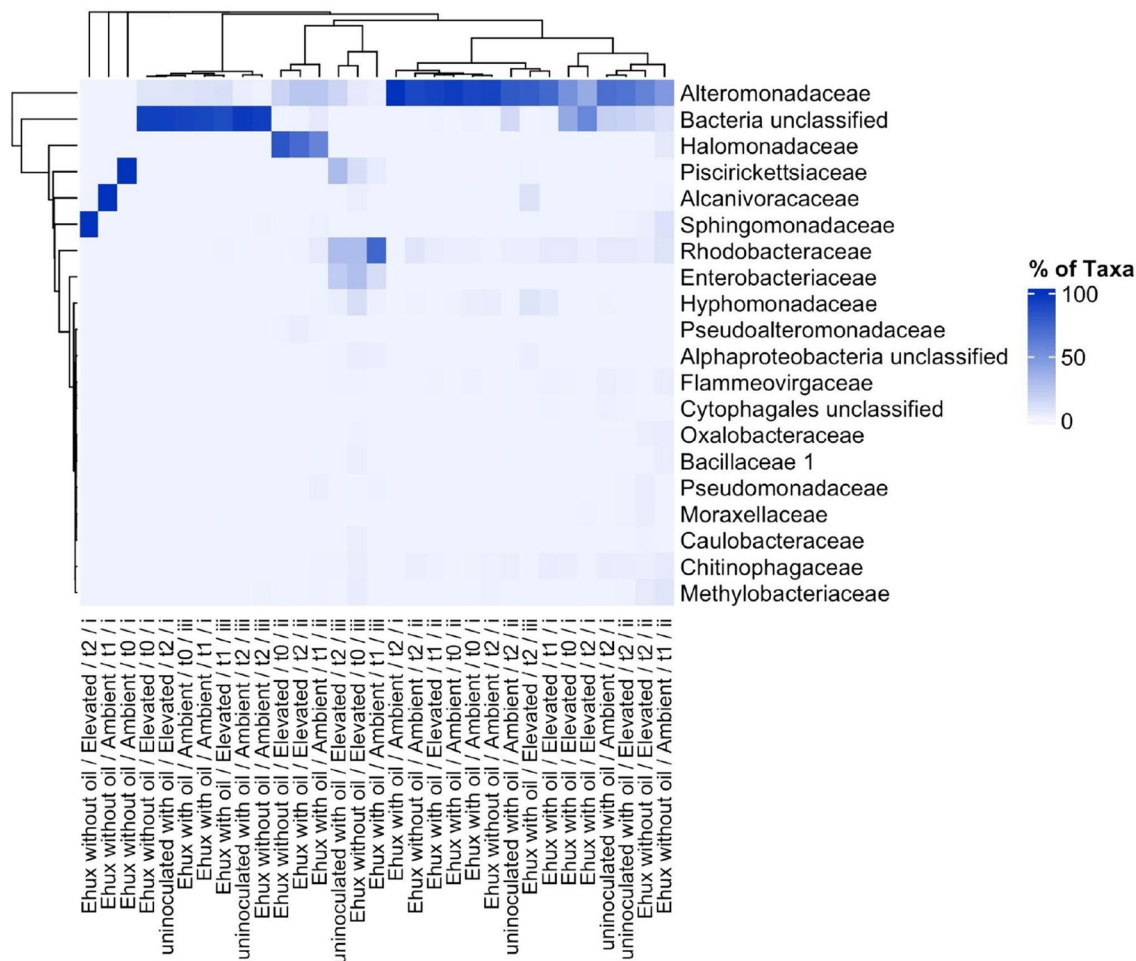 Alteromonadaceae
Bacteria unclassified
Halomonadaceae
Piscirickettsiaceae
Alcanivoracaceae
Sphingomonadaceae
Rhodobacteraceae
Enterobacteriaceae
Hyphomonadaceae
Pseudoalteromonadaceae
Alphaproteobacteria unclassified
Flammeovirgaceae
Cytophagales unclassified
Oxalobacteraceae
Bacillaceae 1
Pseudomonadaceae
Moraxellaceae
Caulobacteraceae
Chitinophagaceae
Methylobacteriaceae
% of Taxa
100
50
0
Ehux without oil / Elevated / t2 / i
Ehux without oil / Ambient / t1 / i
Ehux without oil / Ambient / t0 / i
Ehux without oil / Elevated / t0 / i
uninoculated with oil / Elevated / t2 / i
Ehux with oil / Ambient / t0 / iii
Ehux with oil / Ambient / t1 / i
Ehux with oil / Elevated / t1 / iii
uninoculated with oil / Ambient / t2 / iii
Ehux without oil / Ambient / t2 / iii
Ehux without oil / Elevated / t0 / ii
Ehux with oil / Elevated / t2 / ii
Ehux with oil / Ambient / t1 / ii
uninoculated with oil / Elevated / t2 / iii
Ehux without oil / Elevated / t0 / iii
Ehux with oil / Ambient / t1 / iii
Ehux with oil / Ambient / t2 / i
Ehux without oil / Ambient / t2 / ii
Ehux with oil / Elevated / t1 / ii
Ehux with oil / Ambient / t0 / ii
Ehux with oil / Ambient / t0 / i
Ehux without oil / Ambient / t2 / i
uninoculated with oil / Ambient / t2 / ii
Ehux with oil / Elevated / t2 / iii
Ehux with oil / Elevated / t1 / i
Ehux with oil / Elevated / t0 / i
Ehux with oil / Elevated / t2 / i
uninoculated with oil / Ambient / t2 / i
uninoculated with oil / Elevated / t2 / ii
Ehux without oil / Elevated / t2 / ii
Ehux without oil / Ambient / t1 / ii